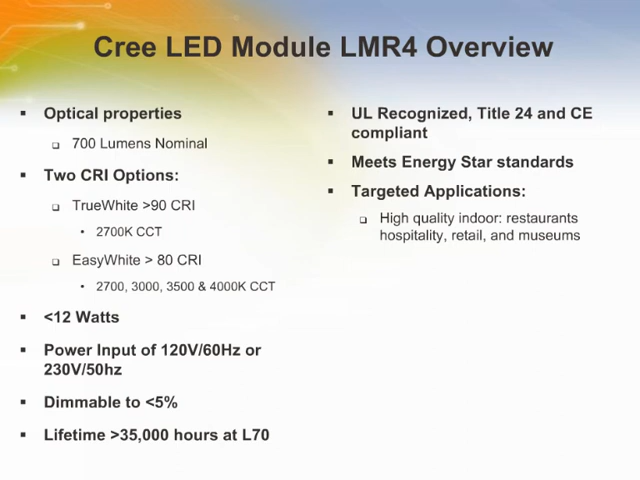 Cree LED Module LMR4 Overview
▪ Optical properties
❑ 700 Lumens Nominal
▪ Two CRI Options:
❑ TrueWhite >90 CRI
• 2700K CCT
❑ EasyWhite > 80 CRI
• 2700, 3000, 3500 & 4000K CCT
▪ <12 Watts
▪ Power Input of 120V/60Hz or
230V/50hz
▪ Dimmable to <5%
▪ Lifetime >35,000 hours at L70
▪ UL Recognized, Title 24 and CE
compliant
▪ Meets Energy Star standards
▪ Targeted Applications:
❑ High quality indoor: restaurants
hospitality, retail, and museums